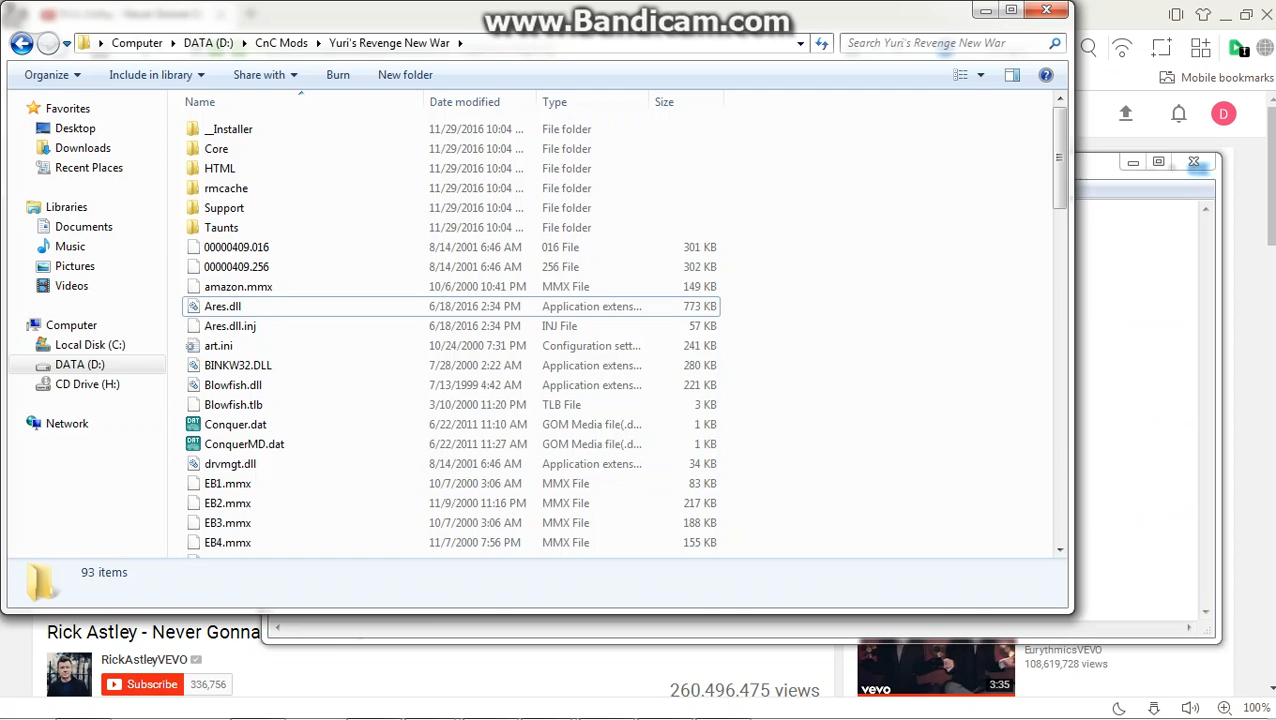 www.Bandicam.com
Computer DATA (D:) CnC Mods Yuri's Revenge New War
Search Yuri's Revenge New War
Organize Include in library Share with Burn New folder
Mobile bookmarks
D
Name Date modified Type Size
Favorites
Desktop
Downloads
Recent Places
Libraries
Documents
Music
Pictures
Videos
Computer
Local Disk (C:)
DATA (D:)
CD Drive (H:)
Network
__Installer 11/29/2016 10:04 ... File folder
Core 11/29/2016 10:04 ... File folder
HTML 11/29/2016 10:04 ... File folder
rmcache 11/29/2016 10:04 ... File folder
Support 11/29/2016 10:04 ... File folder
Taunts 11/29/2016 10:04 ... File folder
00000409.016 8/14/2001 6:46 AM 016 File 301 KB
00000409.256 8/14/2001 6:46 AM 256 File 302 KB
amazon.mmx 10/6/2000 10:41 PM MMX File 149 KB
Ares.dll 6/18/2016 2:34 PM Application extens... 773 KB
Ares.dll.inj 6/18/2016 2:34 PM INJ File 57 KB
art.ini 10/24/2000 7:31 PM Configuration sett... 241 KB
BINKW32.DLL 7/28/2000 2:22 PM Application extens... 280 KB
Blowfish.dll 7/13/1999 4:42 AM Application extens... 221 KB
Blowfish.tlb 3/10/2000 11:20 PM TLB File 3 KB
Conquer.dat 6/22/2011 11:10 AM GOM Media file(.d... 1 KB
ConquerMD.dat 6/22/2011 11:27 AM GOM Media file(.d... 1 KB
drvmgt.dll 8/14/2001 6:46 AM Application extens... 34 KB
EB1.mmx 10/7/2000 3:06 AM MMX File 83 KB
EB2.mmx 11/9/2000 11:16 PM MMX File 217 KB
EB3.mmx 10/7/2000 3:06 AM MMX File 188 KB
EB4.mmx 11/7/2000 7:56 PM MMX File 155 KB
93 items
Rick Astley - Never Gonna
RickAstleyVEVO
Subscribe 336,756
260,496,475 views
vevo
3:35
EurythmicsVEVO
108,619,728 views
100%